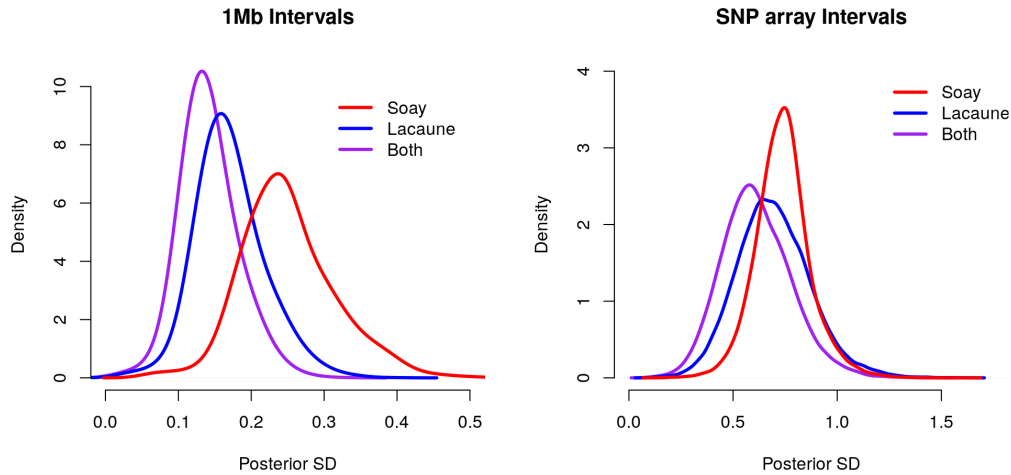 1Mb Intervals
Density
10
8
6
4
2
0
Soay
Lacaune
Both
0.0 0.1 0.2 0.3 0.4 0.5
Posterior SD
SNP array Intervals
Density
4
3
2
1
0
Soay
Lacaune
Both
0.0 0.5 1.0 1.5
Posterior SD